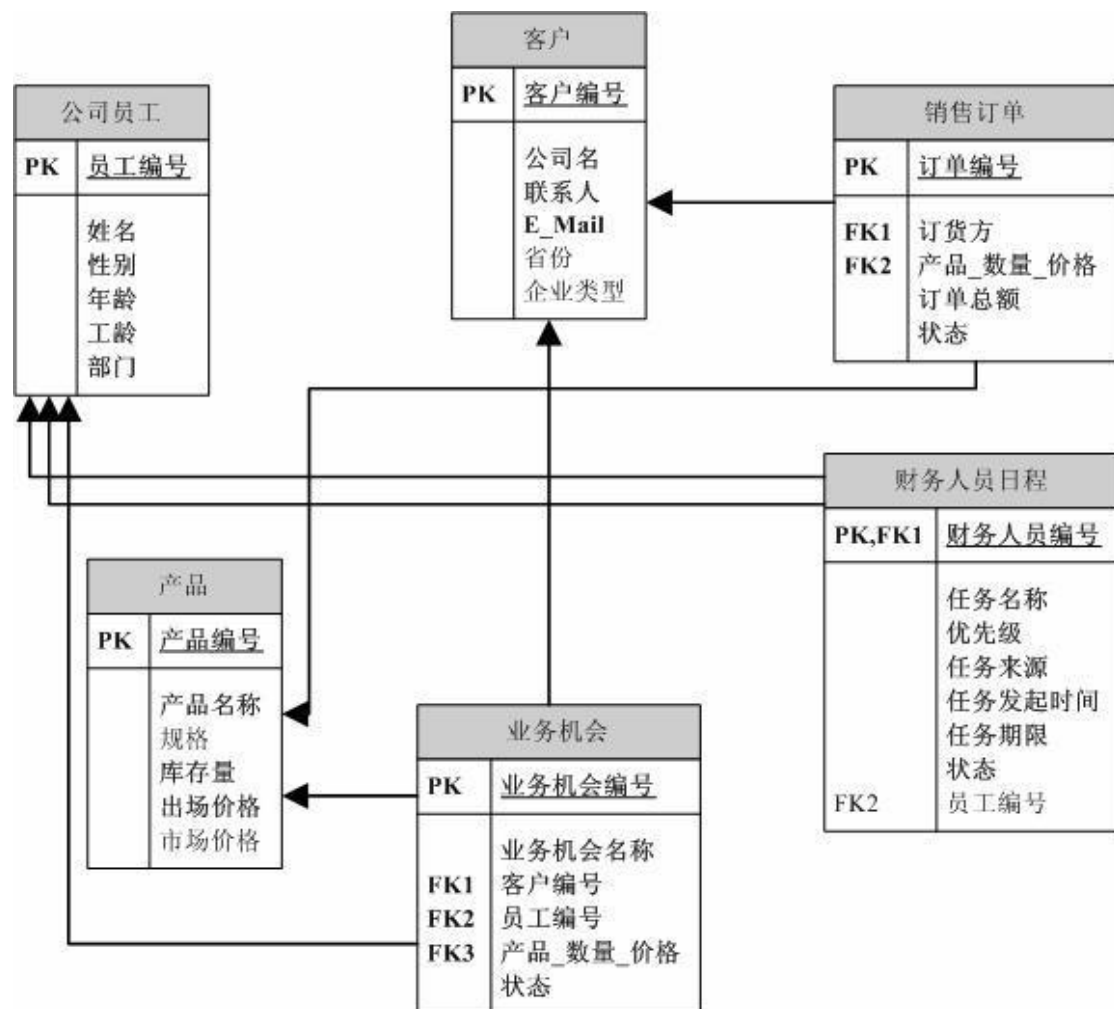 客户
PK 客户编号
公司名
联系人
E_Mail
省份
企业类型
公司员工
PK 员工编号
姓名
性别
年龄
工龄
部门
销售订单
PK 订单编号
FK1 订货方
FK2 产品_数量_价格
订单总额
状态
财务人员日程
PK,FK1 财务人员编号
任务名称
优先级
任务来源
任务发起时间
任务期限
状态
FK2 员工编号
产品
PK 产品编号
产品名称
规格
库存量
出场价格
市场价格
业务机会
PK 业务机会编号
业务机会名称
FK1 客户编号
FK2 员工编号
FK3 产品_数量_价格
状态